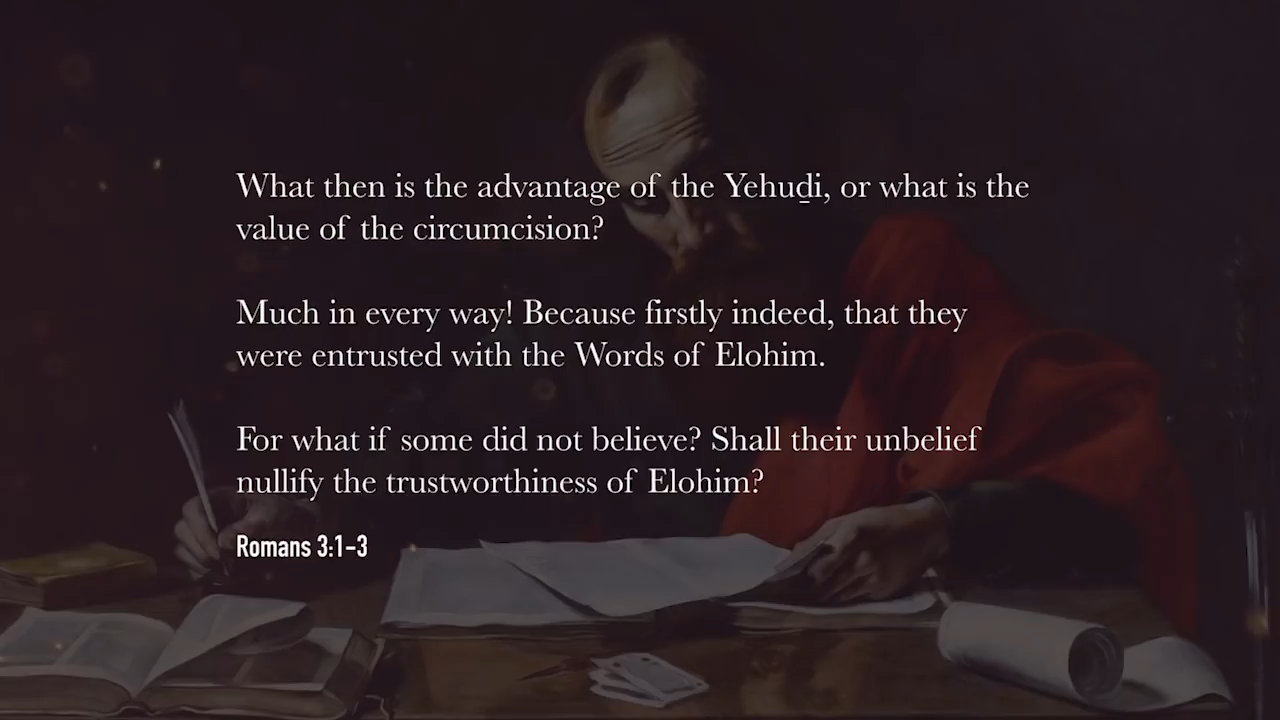 What then is the advantage of the Yehuḏi, or what is the
value of the circumcision?
Much in every way! Because firstly indeed, that they
were entrusted with the Words of Elohim.
For what if some did not believe? Shall their unbelief
nullify the trustworthiness of Elohim?
Romans 3:1-3